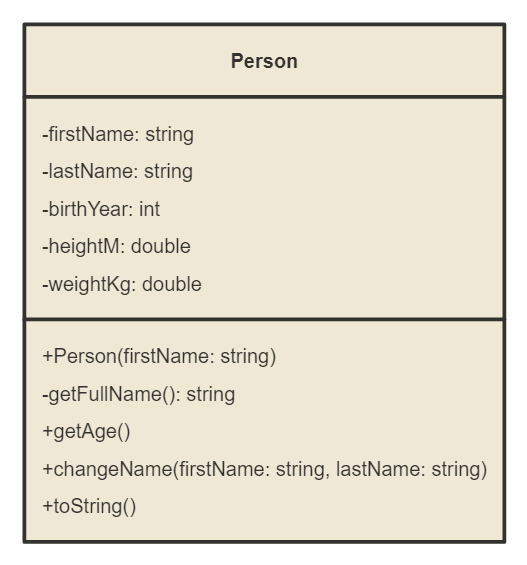 Person
-firstName: string
-lastName: string
-birthYear: int
-heightM: double
-weightKg: double
+Person(firstName: string)
-getFullName(): string
+getAge()
+changeName(firstName: string, lastName: string)
+toString()